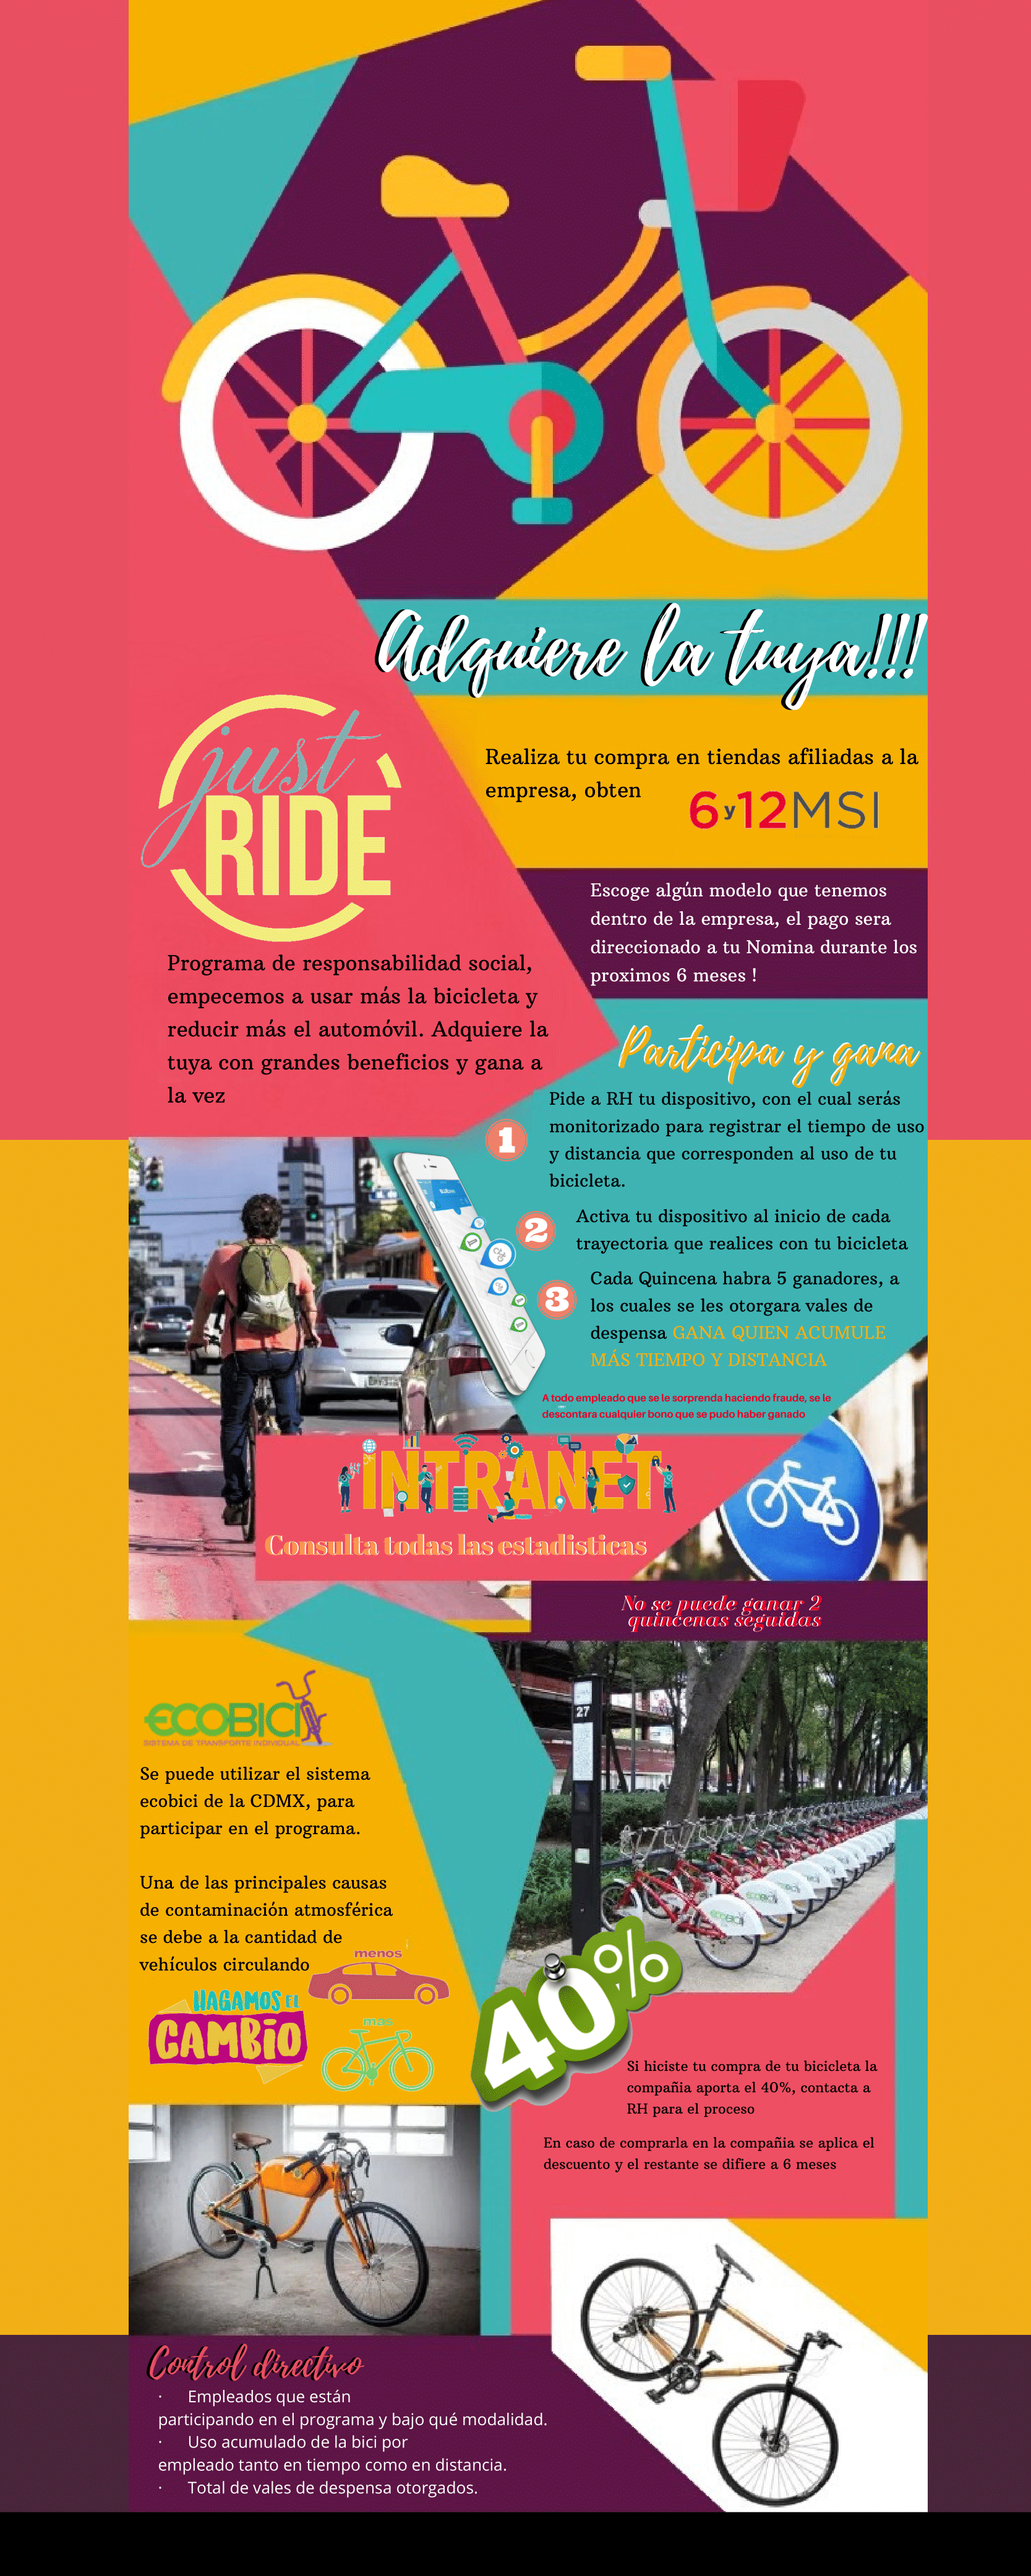 Adquiere la tuya!!!
just
RIDE
Realiza tu compra en tiendas afiliadas a la
empresa, obten
6 y 12 MSI
Escoge algún modelo que tenemos
dentro de la empresa, el pago sera
direccionado a tu Nomina durante los
proximos 6 meses !
Programa de responsabilidad social,
empecemos a usar más la bicicleta y
reducir más el automóvil. Adquiere la
tuya con grandes beneficios y gana a
la vez
Participa y gana
1
Pide a RH tu dispositivo, con el cual serás
monitorizado para registrar el tiempo de uso
y distancia que corresponden al uso de tu
bicicleta.
2
Activa tu dispositivo al inicio de cada
trayectoria que realices con tu bicicleta
3
Cada Quincena habra 5 ganadores, a
los cuales se les otorgara vales de
despensa GANA QUIEN ACUMULE
MÁS TIEMPO Y DISTANCIA
A todo empleado que se le sorprenda haciendo fraude, se le
descontara cualquier bono que se pudo haber ganado
INTRANET
Consulta todas las estadisticas
No se puede ganar 2
quincenas seguidas
ECOBICI
SISTEMA DE TRANSPORTE INDIVIDUAL
27
Se puede utilizar el sistema
ecobici de la CDMX, para
participar en el programa.
Una de las principales causas
de contaminación atmosférica
se debe a la cantidad de
vehículos circulando
menos
HAGAMOS EL
CAMBIO
mas
ECOBICI
40%
Si hiciste tu compra de tu bicicleta la
compañia aporta el 40%, contacta a
RH para el proceso
En caso de comprarla en la compañia se aplica el
descuento y el restante se difiere a 6 meses
Control directivo
· Empleados que están
participando en el programa y bajo qué modalidad.
· Uso acumulado de la bici por
empleado tanto en tiempo como en distancia.
· Total de vales de despensa otorgados.